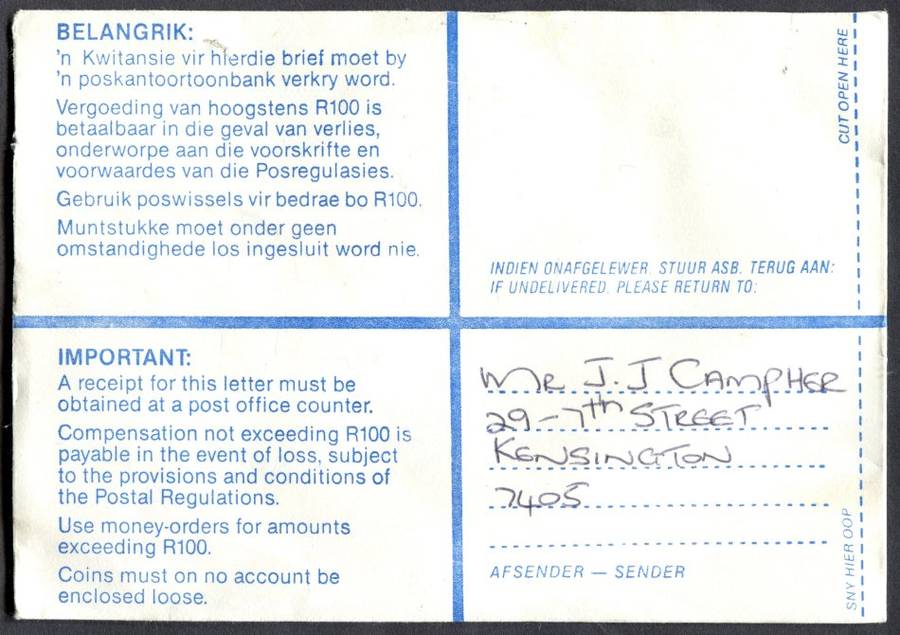 BELANGRIK:
'n Kwitansie vir hierdie brief moet by
'n poskantoortoonbank verkry word.
Vergoeding van hoogstens R100 is
betaalbaar in die geval van verlies,
onderworpe aan die voorskrifte en
voorwaardes van die Posregulasies.
Gebruik poswissels vir bedrae bo R100.
Muntstukke moet onder geen
omstandighede los ingesluit word nie.
CUT OPEN HERE
INDIEN ONAFGELEWER, STUUR ASB. TERUG AAN:
IF UNDELIVERED, PLEASE RETURN TO:
IMPORTANT:
A receipt for this letter must be
obtained at a post office counter.
Compensation not exceeding R100 is
payable in the event of loss, subject
to the provisions and conditions of
the Postal Regulations.
Use money-orders for amounts
exceeding R100.
Coins must on no account be
enclosed loose.
Mr J.J CAMPHER
29-7th STREET
KENSINGTON
7405
AFSENDER — SENDER
SNY HIER OOP